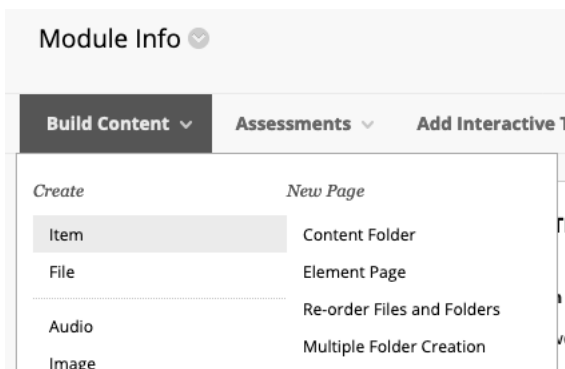 Module Info
Build Content Assessments Add Interactive
Create
Item
File
Audio
Image
New Page
Content Folder
Element Page
Re-order Files and Folders
Multiple Folder Creation